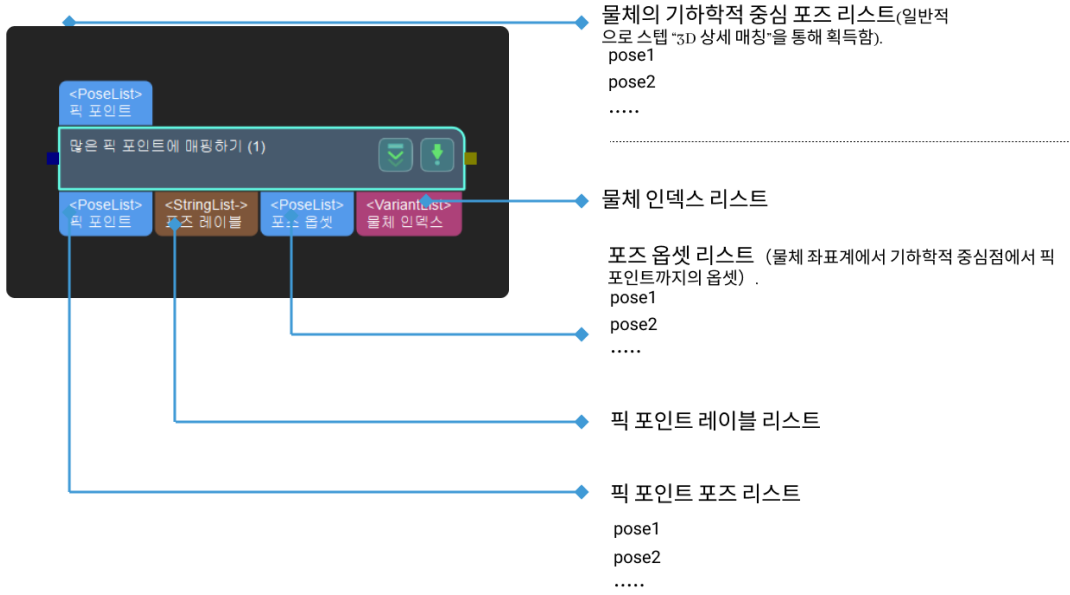 물체의 기하학적 중심 포즈 리스트(일반적
으로 스텝 “3D 상세 매칭”을 통해 획득함).
pose1
pose2
.....
<PoseList>
픽 포인트
많은 픽 포인트에 매핑하기 (1)
<PoseList>
픽 포인트
<StringList->
포즈 레이블
<PoseList>
포즈 옵셋
<VariantList>
물체 인덱스
물체 인덱스 리스트
포즈 옵셋 리스트 (물체 좌표계에서 기하학적 중심점에서 픽
포인트까지의 옵셋) .
pose1
pose2
.....
픽 포인트 레이블 리스트
픽 포인트 포즈 리스트
pose1
pose2
.....